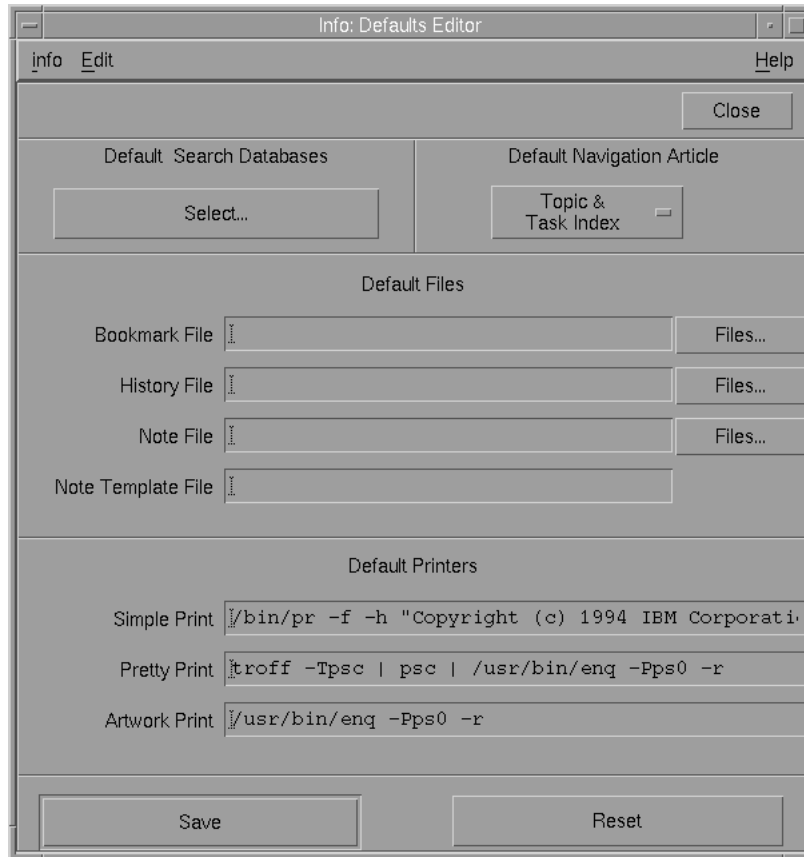 Info: Defaults Editor
info Edit Help
Close
Default Search Databases
Default Navigation Article
Select...
Topic &
Task Index
Default Files
Bookmark File Files...
History File Files...
Note File Files...
Note Template File
Default Printers
Simple Print /bin/pr -f -h "Copyright (c) 1994 IBM
Pretty Print troff -Tpsc | psc | /usr/bin/enq -Pps0 -r
Artwork Print /usr/bin/enq -Pps0 -r
Save Reset